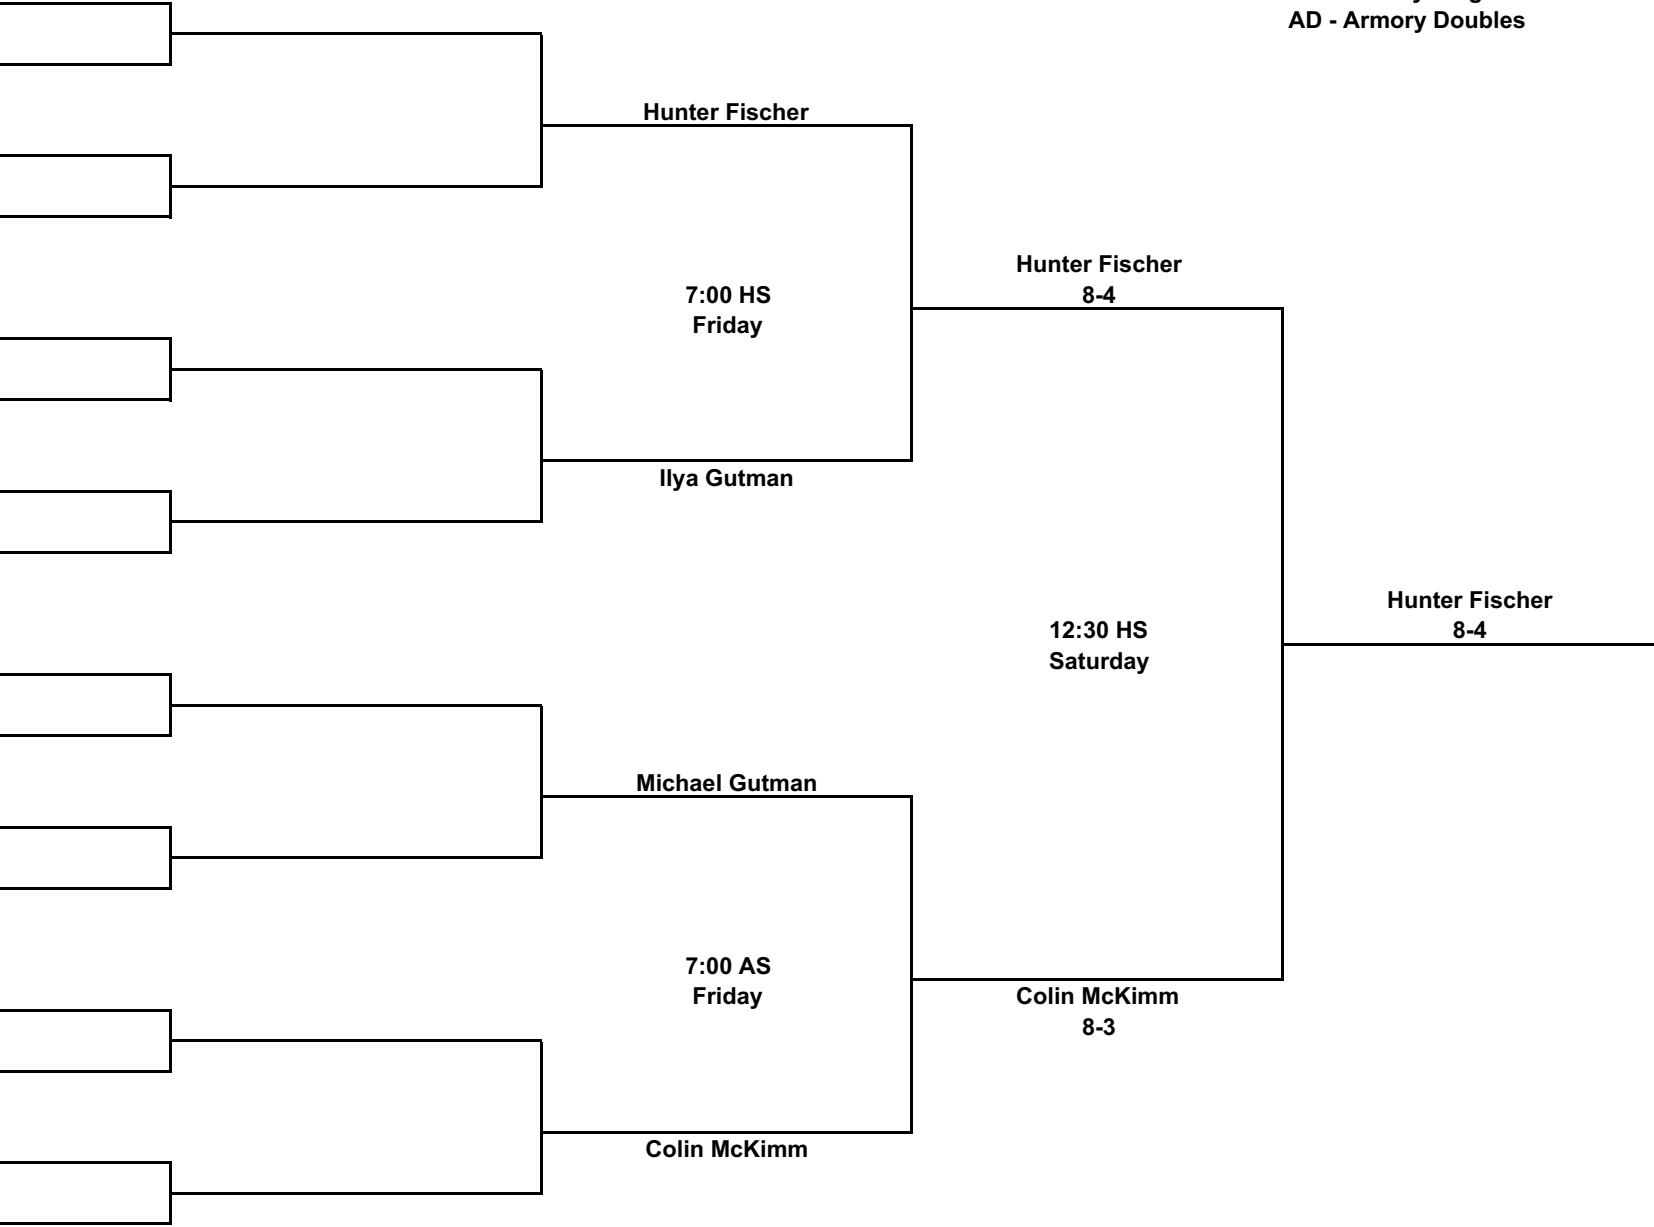 AD - Armory Doubles
Hunter Fischer
Hunter Fischer
8-4
7:00 HS
Friday
Ilya Gutman
Hunter Fischer
8-4
12:30 HS
Saturday
Michael Gutman
7:00 AS
Friday
Colin McKimm
8-3
Colin McKimm